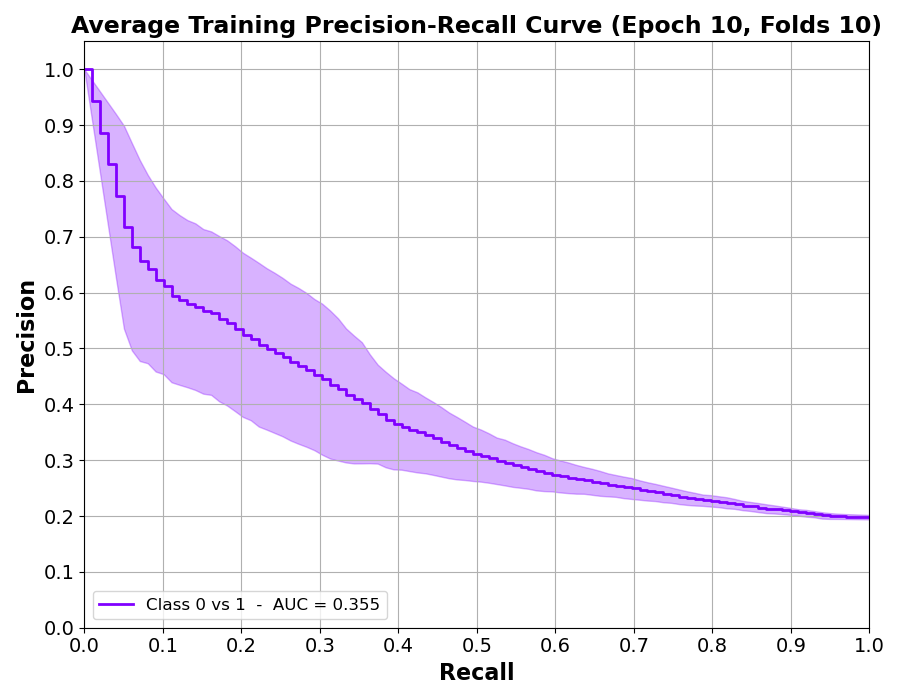 Average Training Precision-Recall Curve (Epoch 10, Folds 10)
1.0
0.9
0.8
0.7
0.6
0.5
0.4
0.3
0.2
0.1
0.0
Precision
Class 0 vs 1 - AUC = 0.355
0.0 0.1 0.2 0.3 0.4 0.5 0.6 0.7 0.8 0.9 1.0
Recall